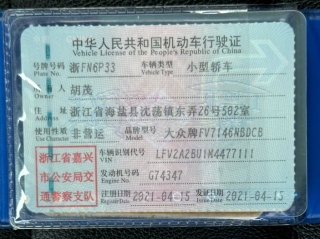 中华人民共和国机动车行驶证
Vehicle License of the People's Republic of China
号牌号码 浙FN6P33 车辆类型 小型轿车
Plate No. Vehicle Type
所有人 胡茂
Owner
住址 浙江省海盐县沈荡镇东弄26号502室
Address
使用性质 非营运 品牌型号 大众牌FV7146NBDCB
Use Character Model
浙江省嘉兴 车辆识别代号 LFV2A2BU1M4477111
VIN
市公安局交 发动机号码 G74347
Engine No.
通警察支队 注册日期 2021-04-15 发证日期 2021-04-15
Register Date Issue Date